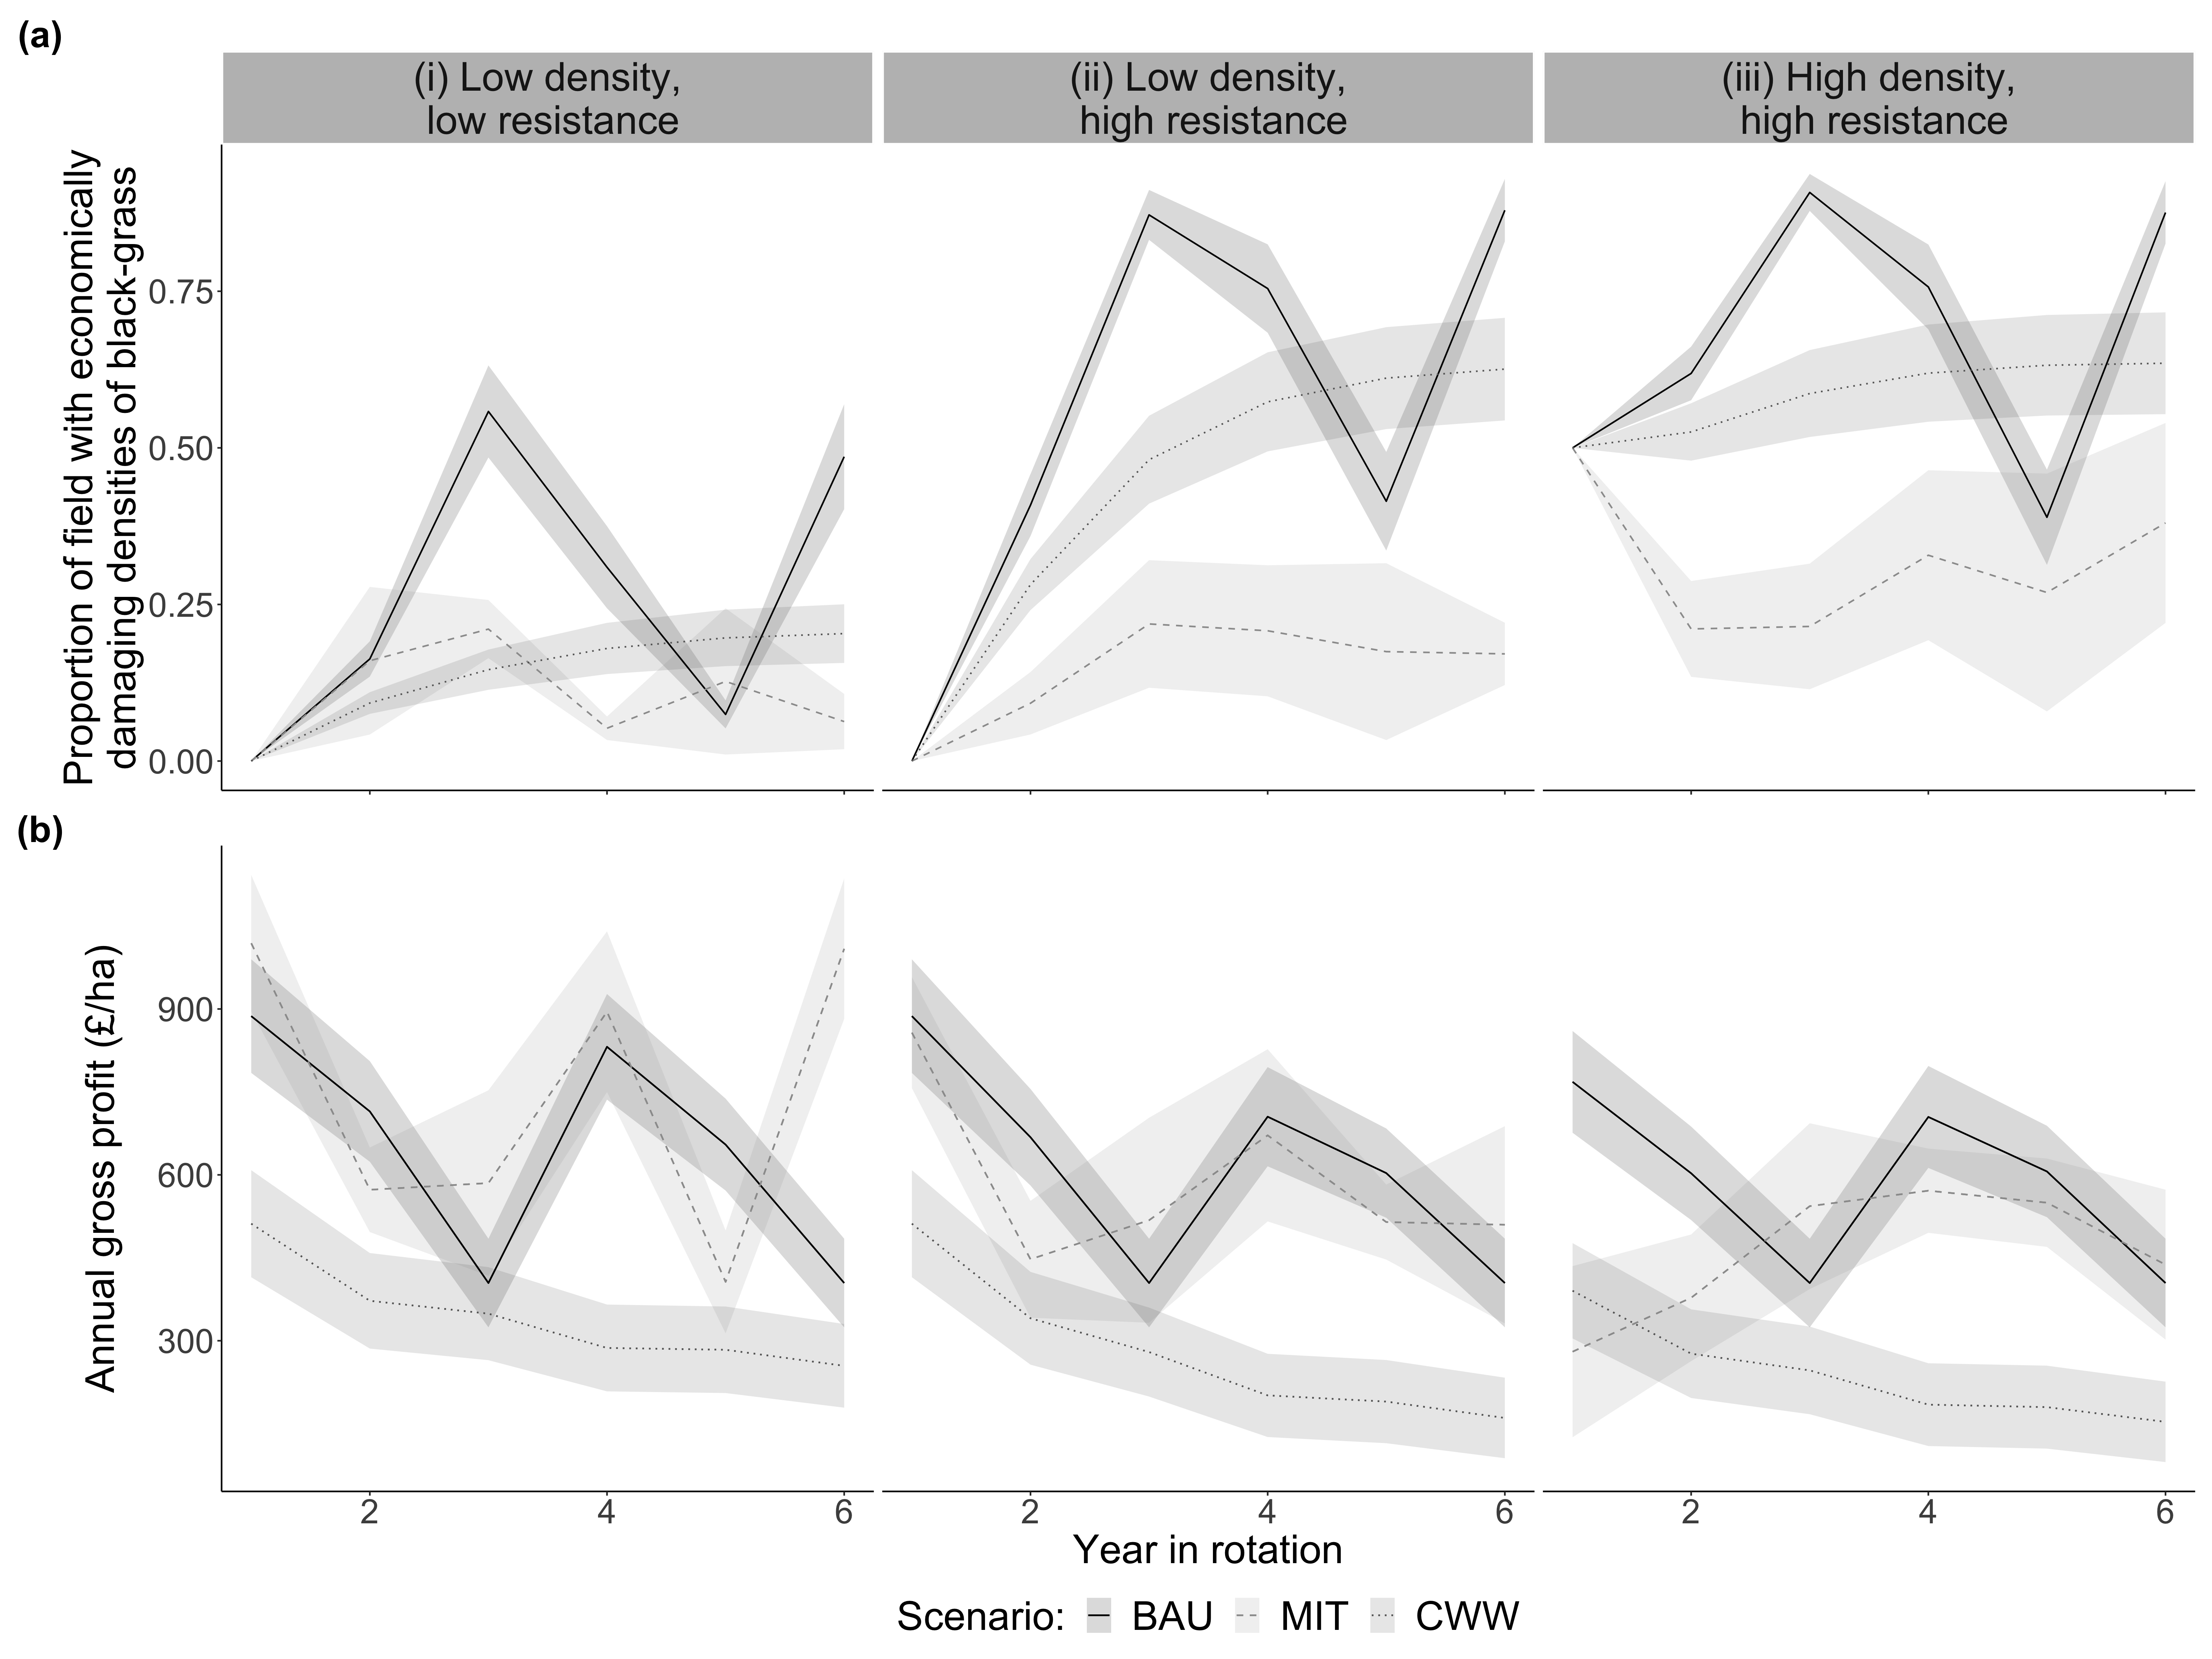 (a)
(i) Low density,
low resistance
(ii) Low density,
high resistance
(iii) High density,
high resistance
Proportion of field with economically
damaging densities of black-grass
0.75
0.50
0.25
0.00
(b)
Annual gross profit (£/ha)
900
600
300
2 4 6 2 4 6 2 4 6
Year in rotation
Scenario: BAU MIT CWW